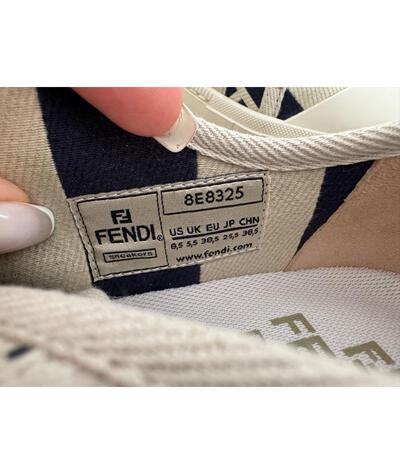 8E8325
FENDI®
sneakers
US UK EU JP CHN
8,5 5,5 38,5 25,5 38,5
www.fendi.com